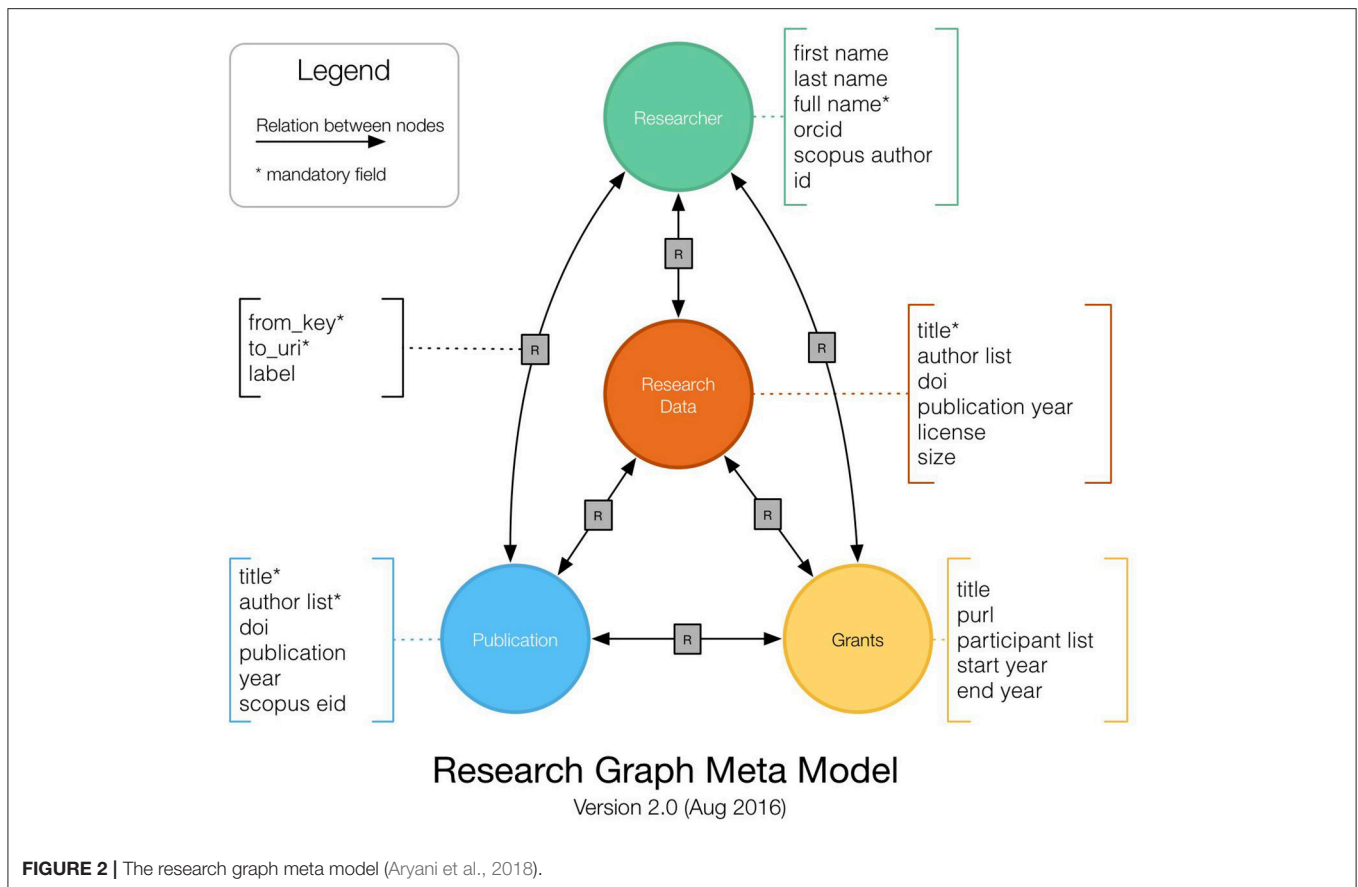 Legend
Relation between nodes
* mandatory field
Researcher
first name
last name
full name*
orcid
scopus author
id
R
from_key*
to_uri*
label
R
R
Research
Data
title*
author list
doi
publication year
license
size
R
R
title*
author list*
doi
publication
year
scopus eid
Publication
R
Grants
title
purl
participant list
start year
end year
Research Graph Meta Model
Version 2.0 (Aug 2016)
FIGURE 2 | The research graph meta model (Aryani et al., 2018).